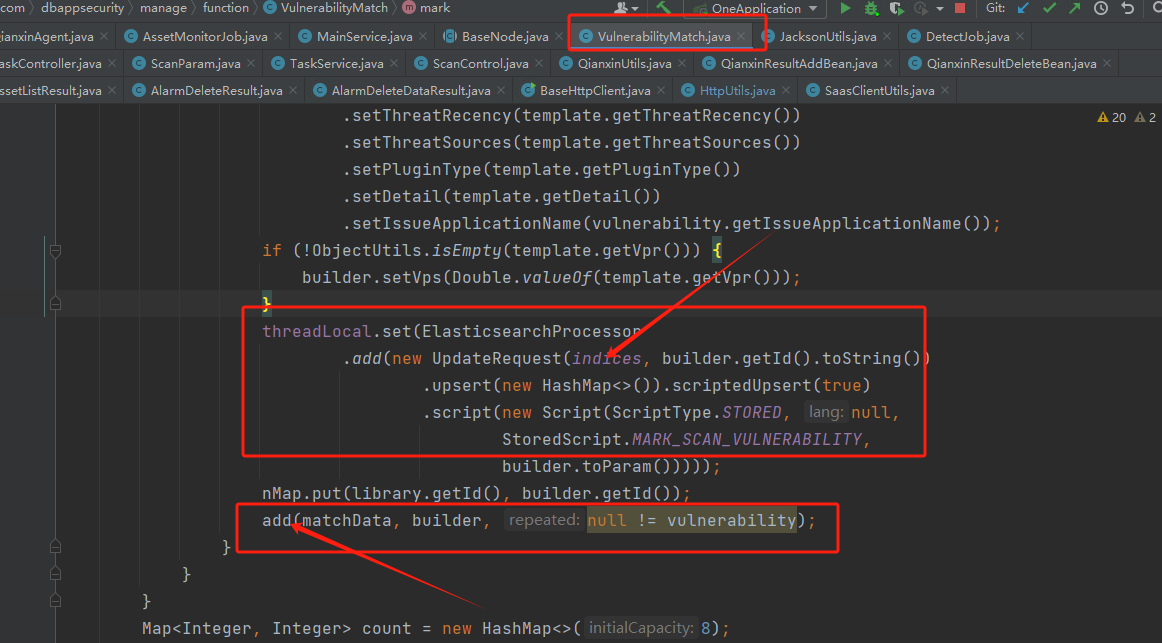 com › dbappsecurity › manage › function › VulnerabilityMatch › mark OneApplication Git:
ianxinAgent.java AssetMonitorJob.java MainService.java BaseNode.java VulnerabilityMatch.java JacksonUtils.java DetectJob.java
askController.java ScanParam.java TaskService.java ScanControl.java QianxinUtils.java QianxinResultAddBean.java QianxinResultDeleteBean.java
ssetListResult.java AlarmDeleteResult.java AlarmDeleteDataResult.java BaseHttpClient.java HttpUtils.java SaasClientUtils.java
.setThreatRecency(template.getThreatRecency()) 20 2
.setThreatSources(template.getThreatSources())
.setPluginType(template.getPluginType())
.setDetail(template.getDetail())
.setIssueApplicationName(vulnerability.getIssueApplicationName());
if (!ObjectUtils.isEmpty(template.getVpr())) {
builder.setVps(Double.valueOf(template.getVpr()));
}
threadLocal.set(ElasticsearchProcessor
.add(new UpdateRequest(indices, builder.getId().toString())
.upsert(new HashMap<>()).scriptedUpsert(true)
.script(new Script(ScriptType.STORED, lang: null,
StoredScript.MARK_SCAN_VULNERABILITY,
builder.toParam()))));
nMap.put(library.getId(), builder.getId());
add(matchData, builder, repeated: null != vulnerability);
}
}
}
Map<Integer, Integer> count = new HashMap<>( initialCapacity: 8);